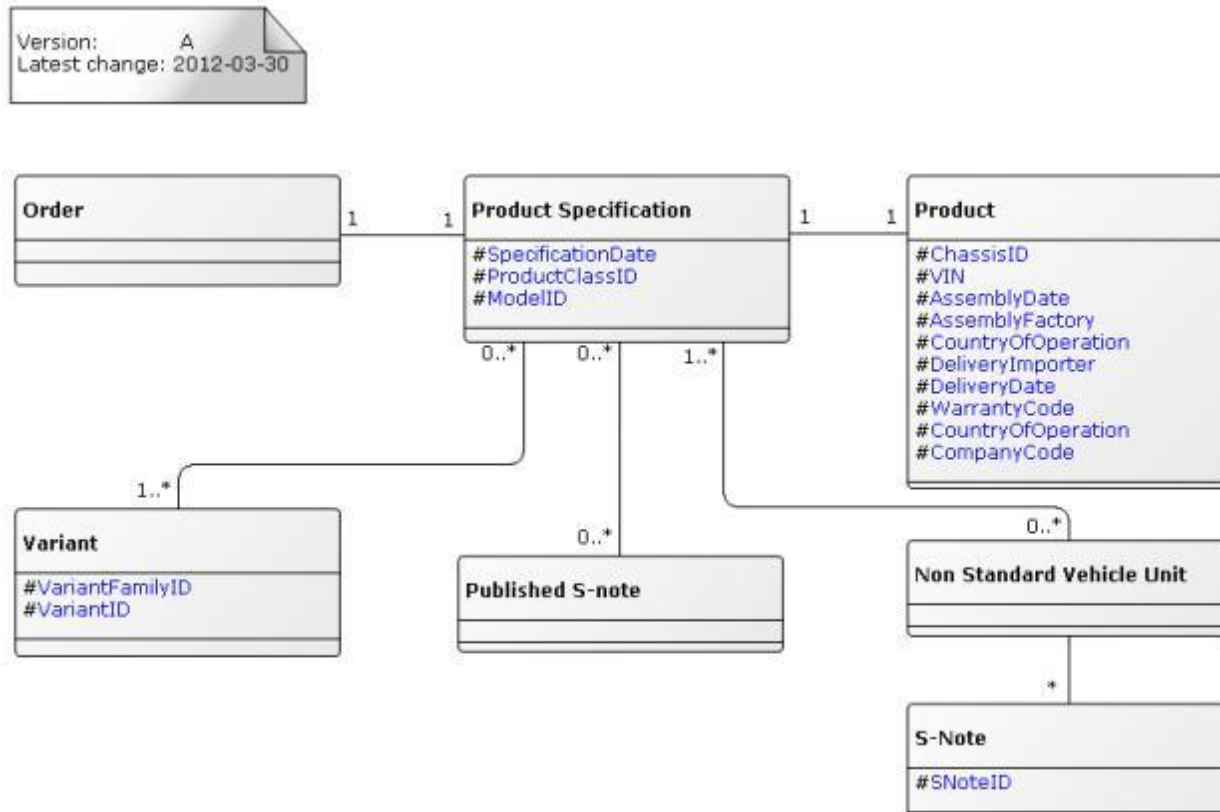 Version: A
Latest change: 2012-03-30
Order
1
1
Product Specification
#SpecificationDate
#ProductClassID
#ModelID
1
1
Product
#ChassisID
#VIN
#AssemblyDate
#AssemblyFactory
#CountryOfOperation
#DeliveryImporter
#DeliveryDate
#WarrantyCode
#CountryOfOperation
#CompanyCode
0..*
0..*
1..*
1..*
0..*
0..*
Variant
#VariantFamilyID
#VariantID
Published S-note
Non Standard Vehicle Unit
*
S-Note
#SNoteID